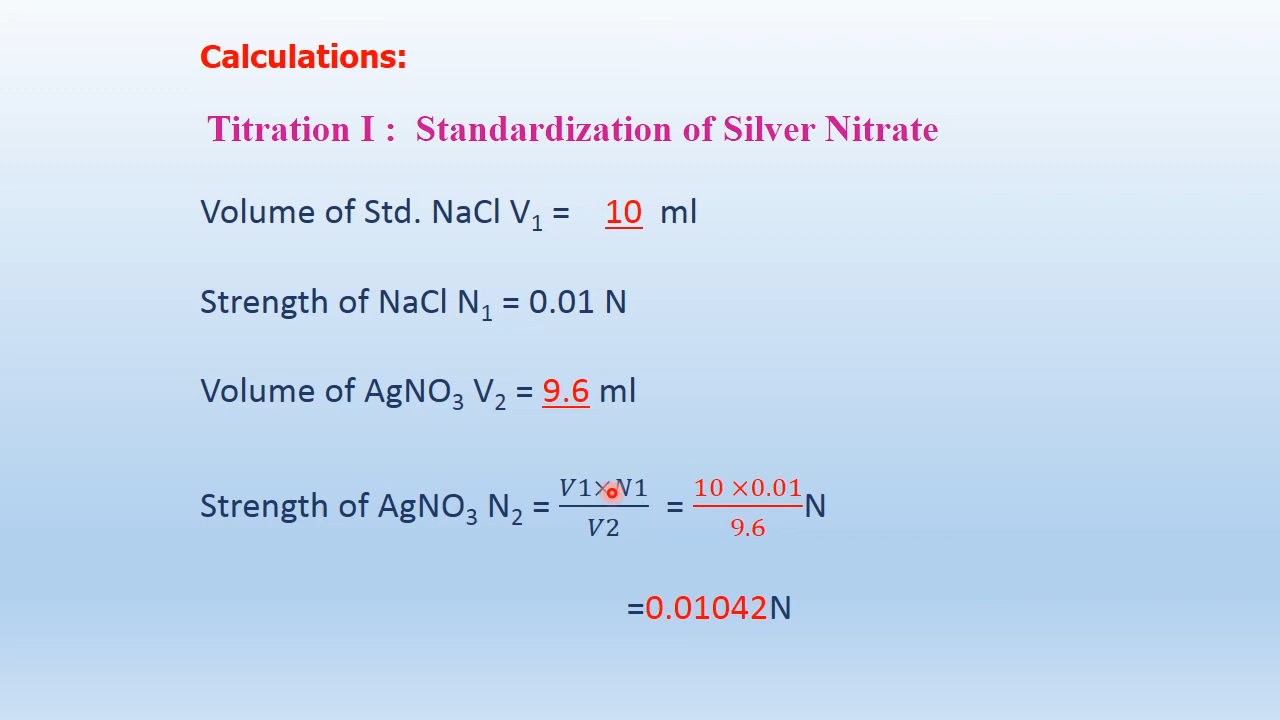 Calculations:
Titration I : Standardization of Silver Nitrate
Volume of Std. NaCl V₁ = 10 ml
Strength of NaCl N₁ = 0.01 N
Volume of AgNO₃ V₂ = 9.6 ml
Strength of AgNO₃ N₂ = V1×N1/V2 = 10 ×0.01/9.6 N
=0.01042N